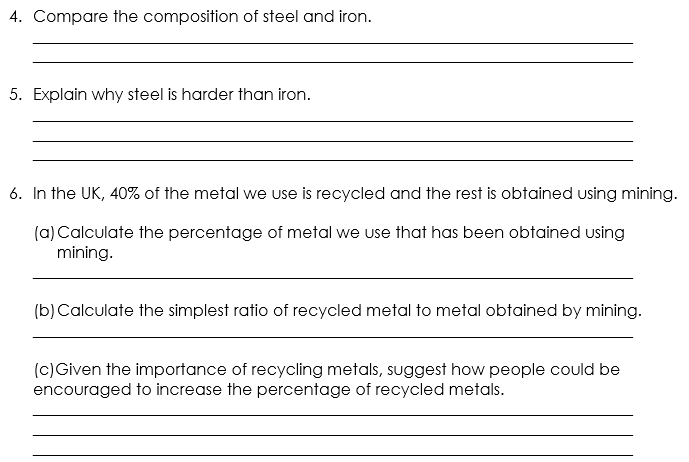 4. Compare the composition of steel and iron.
5. Explain why steel is harder than iron.
6. In the UK, 40% of the metal we use is recycled and the rest is obtained using mining.
(a) Calculate the percentage of metal we use that has been obtained using
mining.
(b) Calculate the simplest ratio of recycled metal to metal obtained by mining.
(c)Given the importance of recycling metals, suggest how people could be
encouraged to increase the percentage of recycled metals.